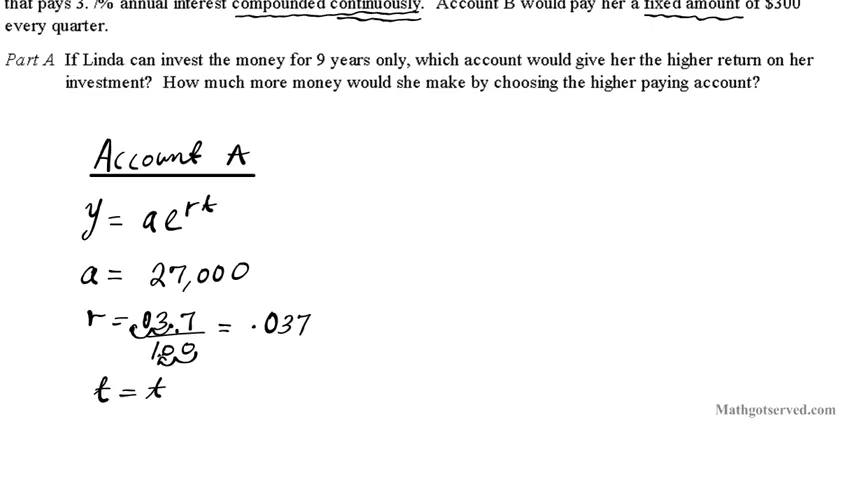 that pays 3.7% annual interest compounded continuously. Account B would pay her a fixed amount of $300
every quarter.
Part A If Linda can invest the money for 9 years only, which account would give her the higher return on her
investment? How much more money would she make by choosing the higher paying account?
Account A
y = ae^rt
a = 27,000
r = 03.7/100 = .037
t = t
Mathgotserved.com